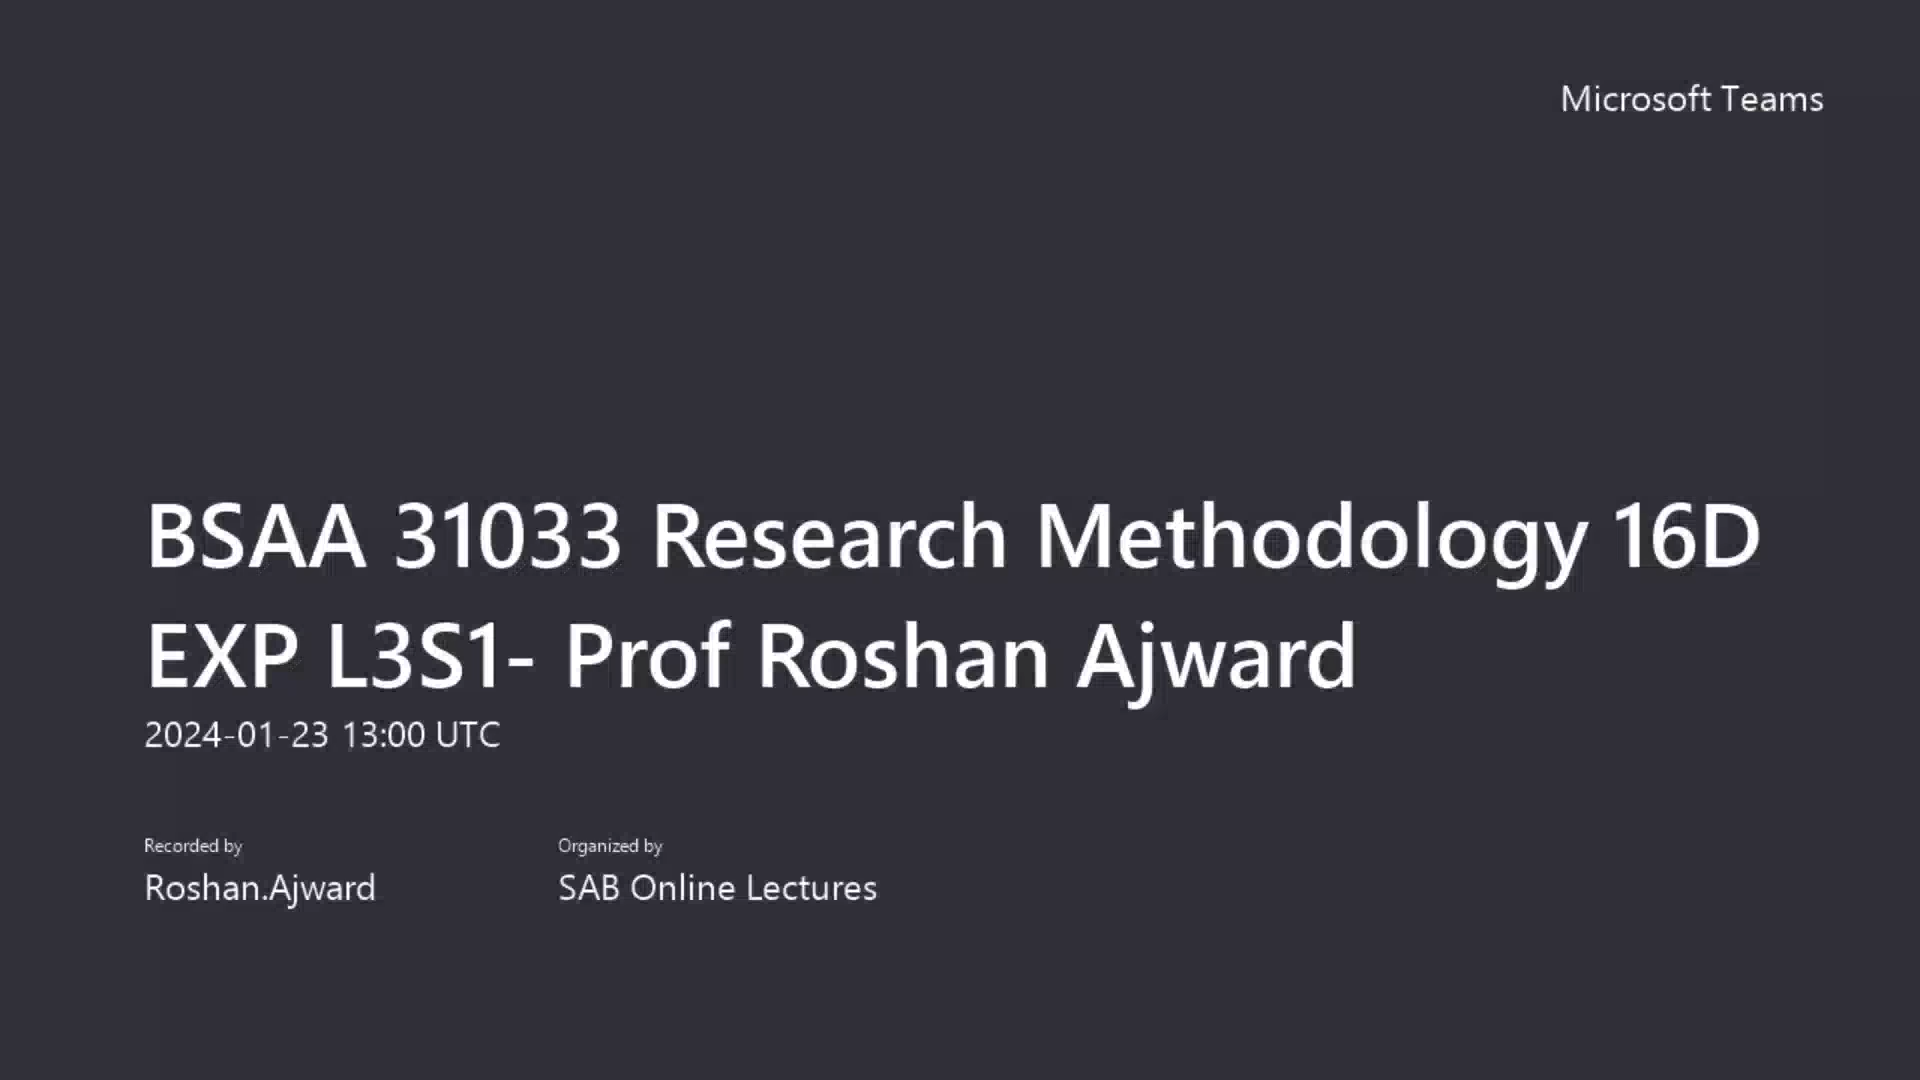 Microsoft Teams
BSAA 31033 Research Methodology 16D
EXP L3S1- Prof Roshan Ajward
2024-01-23 13:00 UTC
Recorded by
Organized by
Roshan.Ajward
SAB Online Lectures